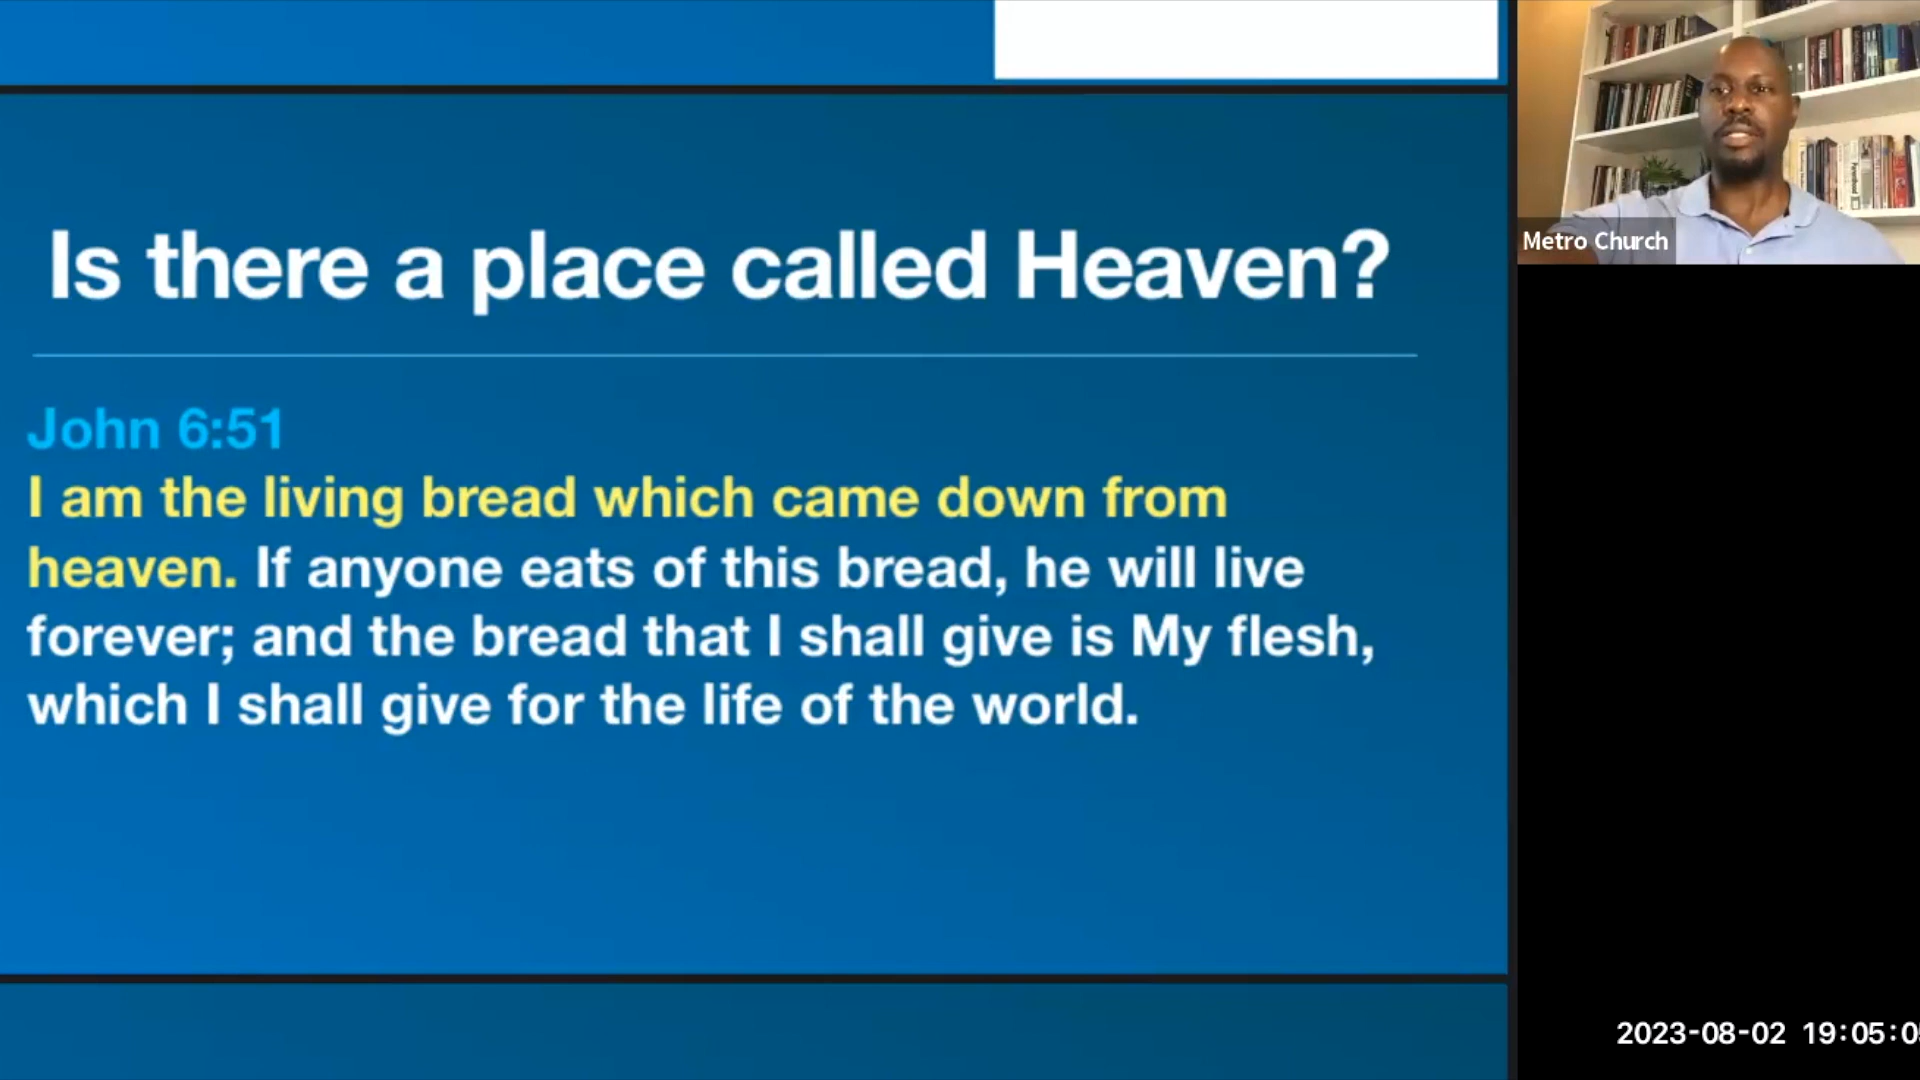 Is there a place called Heaven?
John 6:51
I am the living bread which came down from
heaven. If anyone eats of this bread, he will live
forever; and the bread that I shall give is My flesh,
which I shall give for the life of the world.
Metro Church
2023-08-02 19:05:0